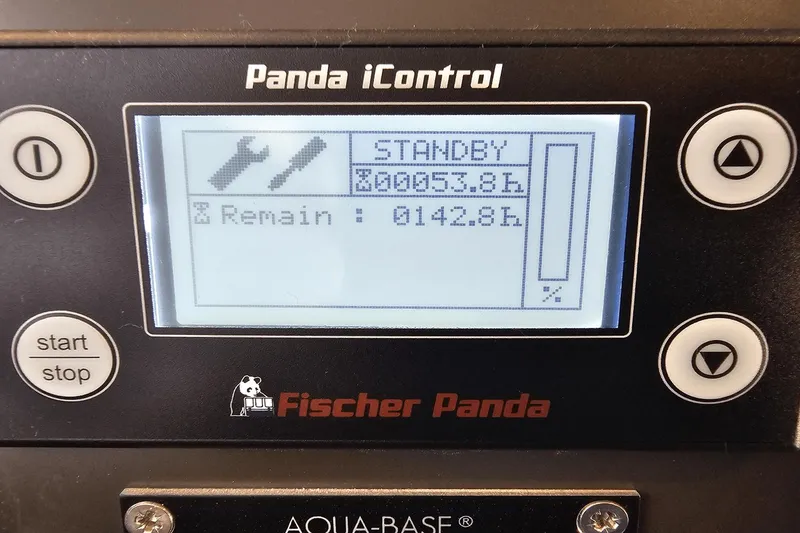 Panda iControl
STANDBY
00053.8h
Remain : 0142.8h
%
start
stop
Fischer Panda
AQUA-BASE®